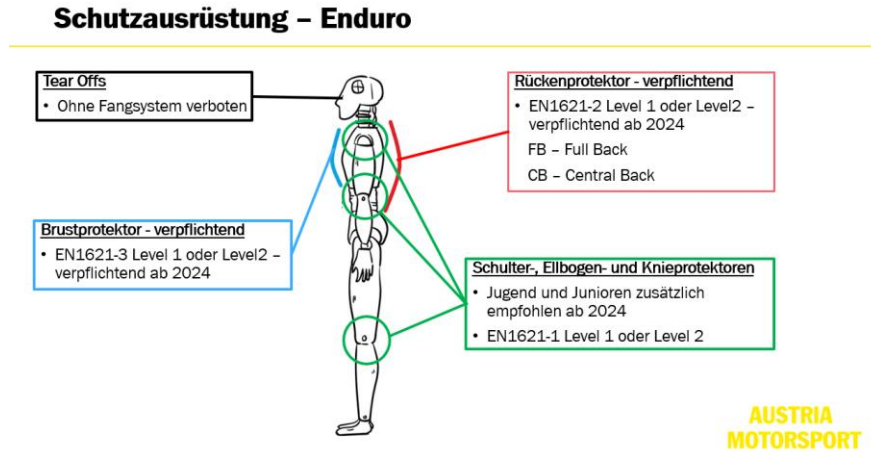 Schutzausrüstung – Enduro
Tear Offs
• Ohne Fangsystem verboten
Rückenprotektor - verpflichtend
• EN1621-2 Level 1 oder Level2 –
verpflichtend ab 2024
FB – Full Back
CB – Central Back
Brustprotektor - verpflichtend
• EN1621-3 Level 1 oder Level2 –
verpflichtend ab 2024
Schulter-, Ellbogen- und Knieprotektoren
• Jugend und Junioren zusätzlich
empfohlen ab 2024
• EN1621-1 Level 1 oder Level 2
AUSTRIA
MOTORSPORT